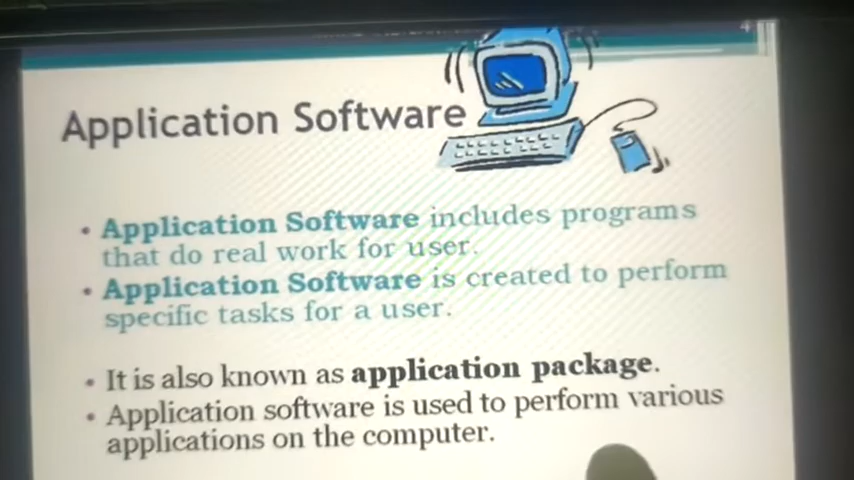 4
Application Software
• Application Software includes programs
that do real work for user.
• Application Software is created to perform
specific tasks for a user.
• It is also known as application package.
• Application software is used to perform various
applications on the computer.